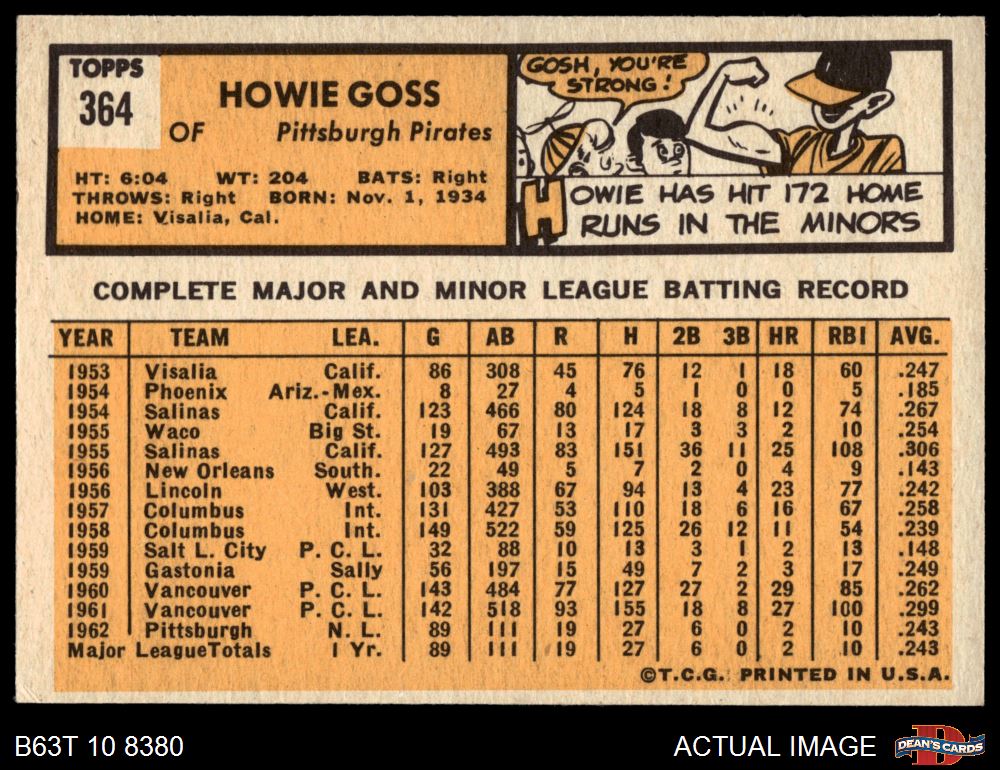 TOPPS
364
HOWIE GOSS
OF Pittsburgh Pirates
HT: 6:04 WT: 204 BATS: Right
THROWS: Right BORN: Nov. 1, 1934
HOME: Visalia, Cal.
GOSH, YOU'RE
STRONG!
HOWIE HAS HIT 172 HOME
RUNS IN THE MINORS
COMPLETE MAJOR AND MINOR LEAGUE BATTING RECORD
YEAR TEAM LEA. G AB R H 2B 3B HR RBI AVG.
1953 Visalia Calif. 86 308 45 76 12 1 18 60 .247
1954 Phoenix Ariz.-Mex. 8 27 4 5 1 0 0 5 .185
1954 Salinas Calif. 123 466 80 124 18 8 12 74 .267
1955 Waco Big St. 19 67 13 17 3 3 2 10 .254
1955 Salinas Calif. 127 493 83 151 36 11 25 108 .306
1956 New Orleans South. 22 49 5 7 2 0 4 9 .143
1956 Lincoln West. 103 388 67 94 13 4 23 77 .242
1957 Columbus Int. 131 427 53 110 18 6 16 67 .258
1958 Columbus Int. 149 522 59 125 26 12 11 54 .239
1959 Salt L. City P. C. L. 32 88 10 13 3 1 2 13 .148
1959 Gastonia Sally 56 197 15 49 7 2 3 17 .249
1960 Vancouver P. C. L. 143 484 77 127 27 2 29 85 .262
1961 Vancouver P. C. L. 142 518 93 155 18 8 27 100 .299
1962 Pittsburgh N. L. 89 111 19 27 6 0 2 10 .243
Major League Totals 1 Yr. 89 111 19 27 6 0 2 10 .243
©T.C.G. PRINTED IN U.S.A.
B63T 10 8380
ACTUAL IMAGE
DEAN'S CARDS